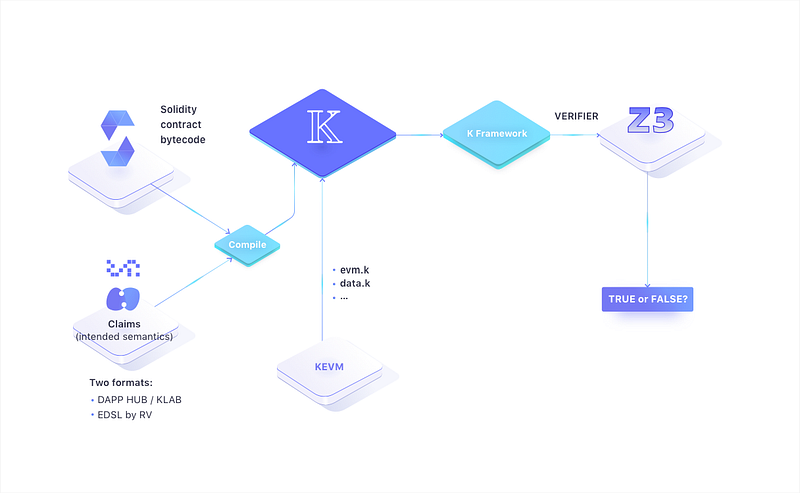 Solidity
contract
bytecode
K
K Framework
VERIFIER
Z3
Compile
Claims
(intended semantics)
Two formats:
• DAPP HUB / KLAB
• EDSL by RV
• evm.k
• data.k
• ...
KEVM
TRUE or FALSE?